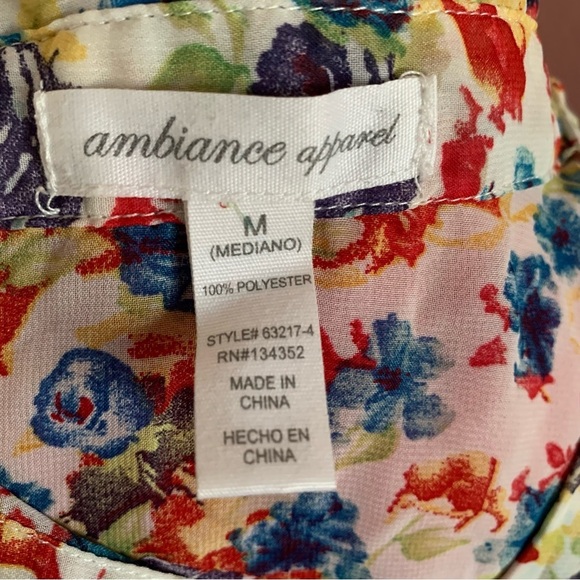 ambiance apparel
M
(MEDIANO)
100% POLYESTER
STYLE# 63217-4
RN#134352
MADE IN
CHINA
HECHO EN
CHINA